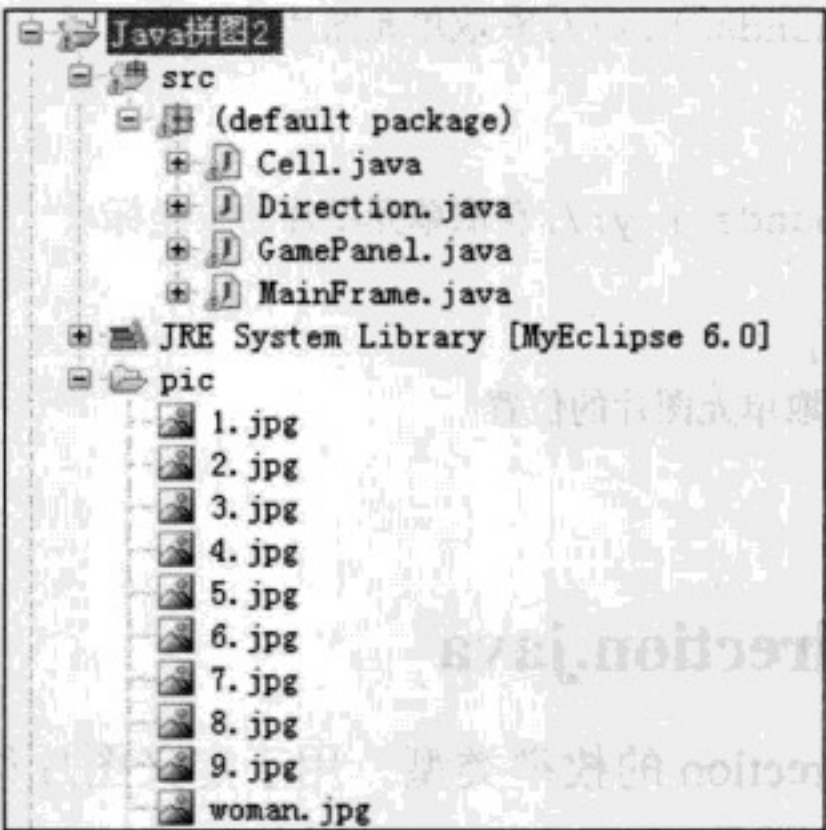 Java拼图2
src
(default package)
Cell.java
Direction.java
GamePanel.java
MainFrame.java
JRE System Library [MyEclipse 6.0]
pic
1.jpg
2.jpg
3.jpg
4.jpg
5.jpg
6.jpg
7.jpg
8.jpg
9.jpg
woman.jpg